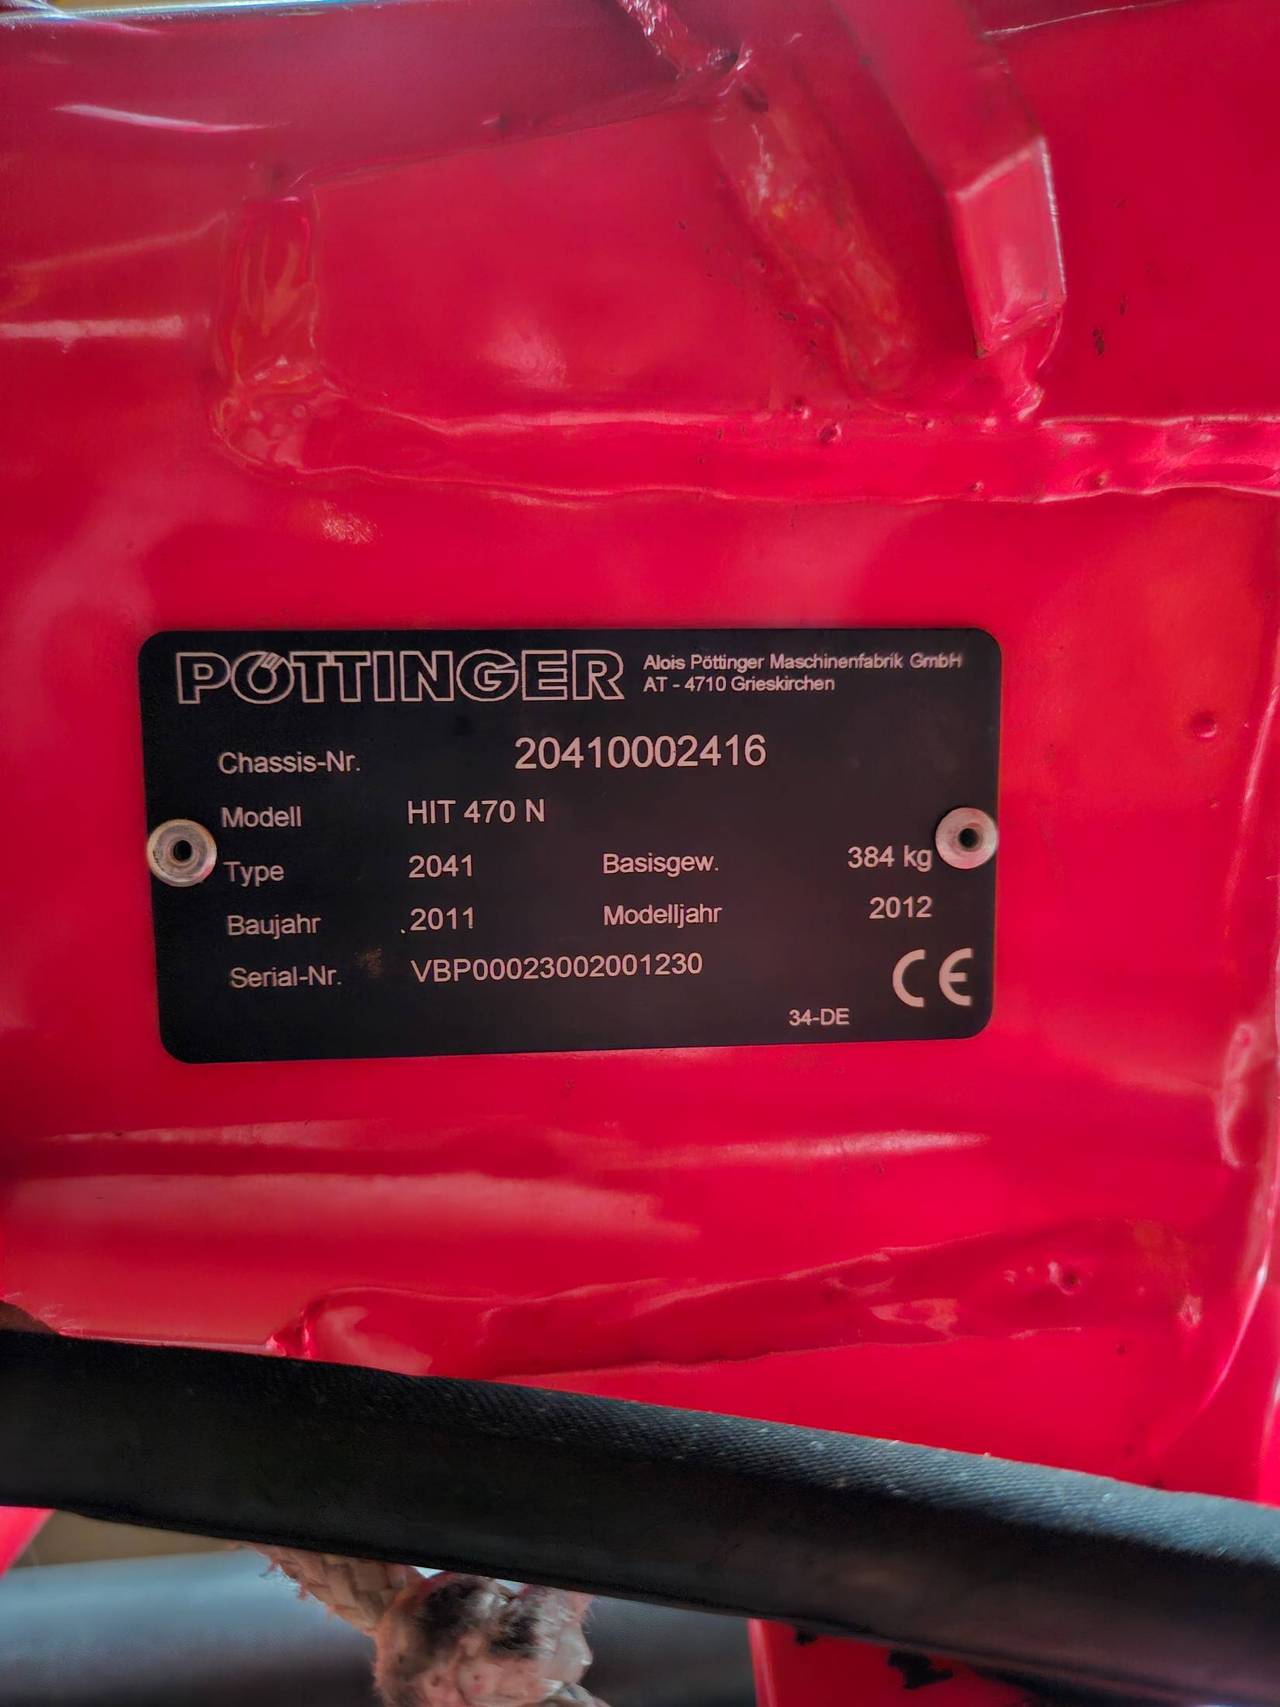 PÖTTINGER
Alois Pöttinger Maschinenfabrik GmbH
AT - 4710 Grieskirchen
Chassis-Nr. 20410002416
Modell HIT 470 N
Type 2041 Basisgew. 384 kg
Baujahr .2011 Modelljahr 2012
Serial-Nr. VBP00023002001230
CE
34-DE